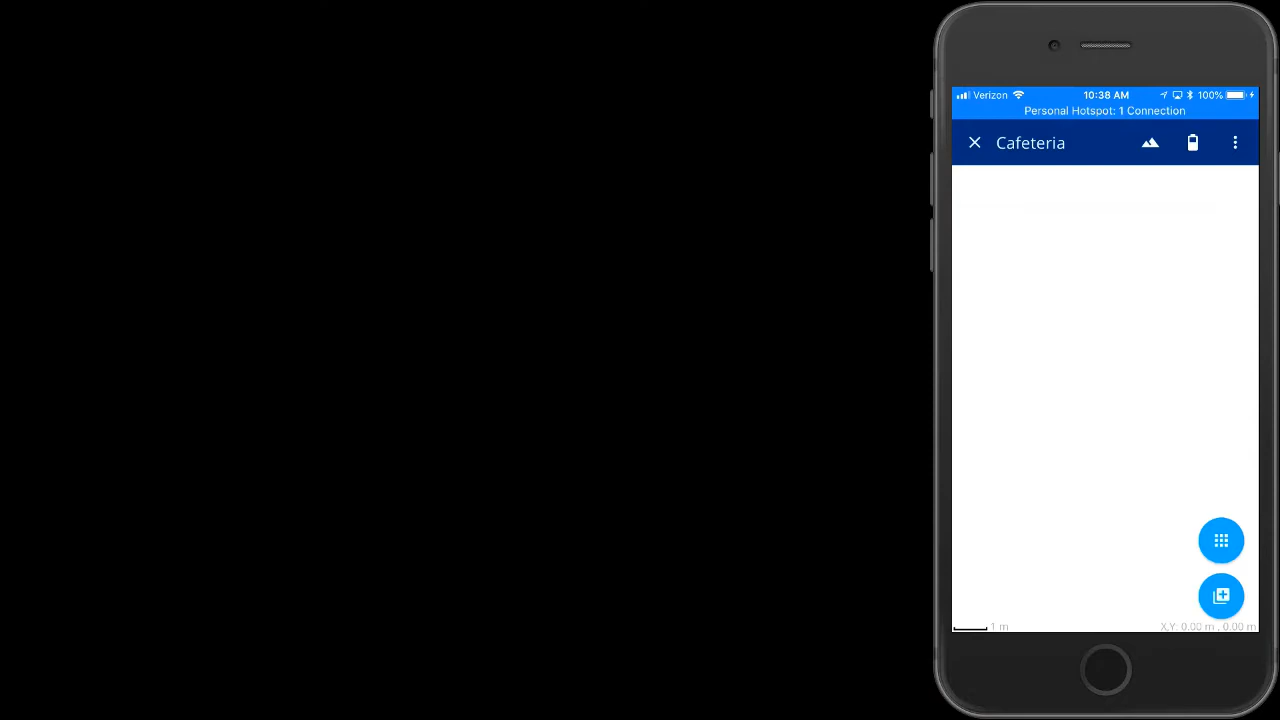 Verizon 10:38 AM 100%
Personal Hotspot: 1 Connection
Cafeteria
1 m X,Y: 0.00 m , 0.00 m